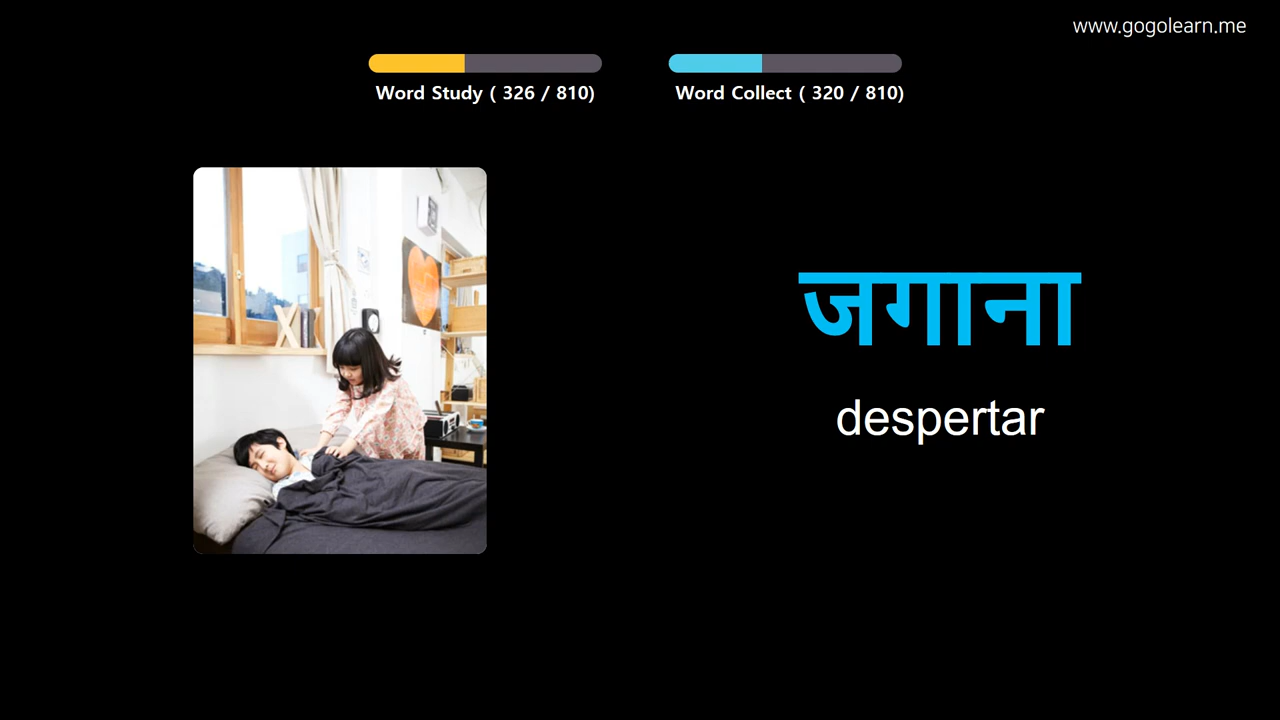 www.gogolearn.me
Word Study ( 326 / 810)
Word Collect ( 320 / 810)
जगाना
despertar